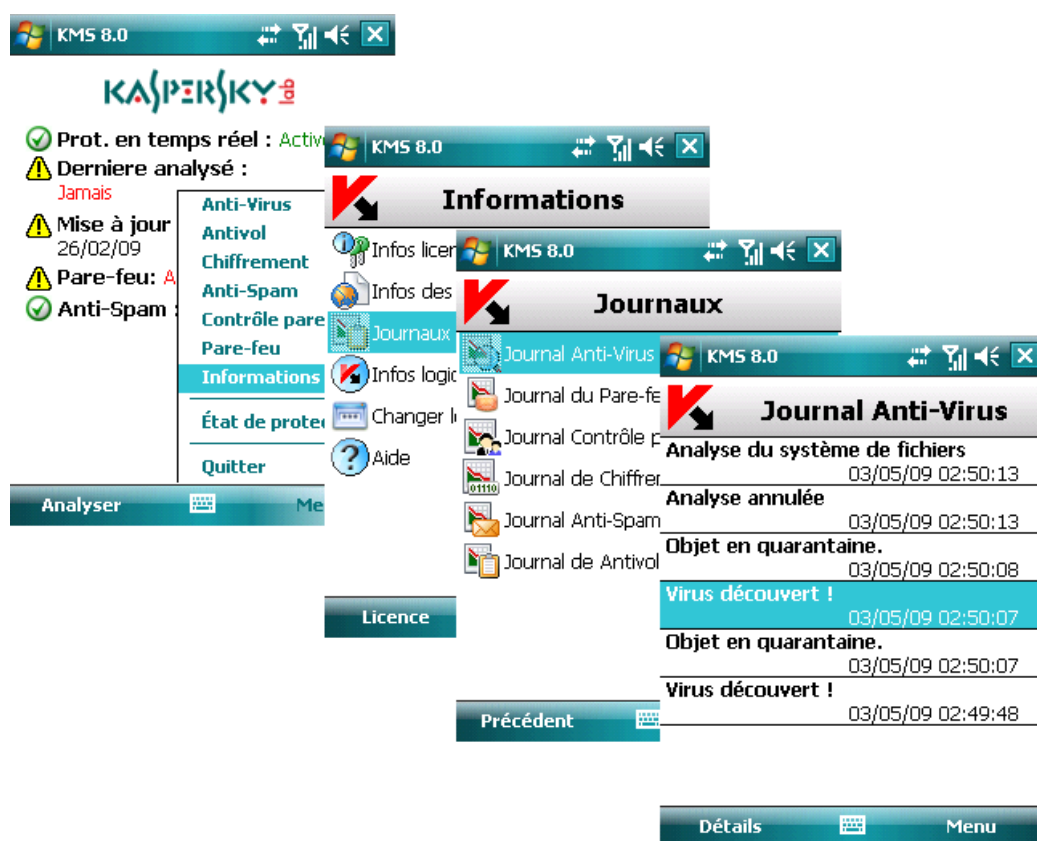 KMS 8.0
KASPERSKY lab
Prot. en temps réel : Activ
Derniere analysé :
Jamais
Mise à jour
26/02/09
Pare-feu: A
Anti-Spam :
Anti-Virus
Antivol
Chiffrement
Anti-Spam
Contrôle pare
Pare-feu
Informations
État de prote
Quitter
Analyser Me
KMS 8.0
Informations
Infos licen
Infos des
Journaux
Infos logic
Changer l
Aide
Licence
KMS 8.0
Journaux
Journal Anti-Virus
Journal du Pare-fe
Journal Contrôle p
Journal de Chiffrer
01110
Journal Anti-Spam
Journal de Antivol
Précédent
KMS 8.0
Journal Anti-Virus
Analyse du système de fichiers
03/05/09 02:50:13
Analyse annulée
03/05/09 02:50:13
Objet en quarantaine.
03/05/09 02:50:08
Virus découvert !
03/05/09 02:50:07
Objet en quarantaine.
03/05/09 02:50:07
Virus découvert !
03/05/09 02:49:48
Détails Menu